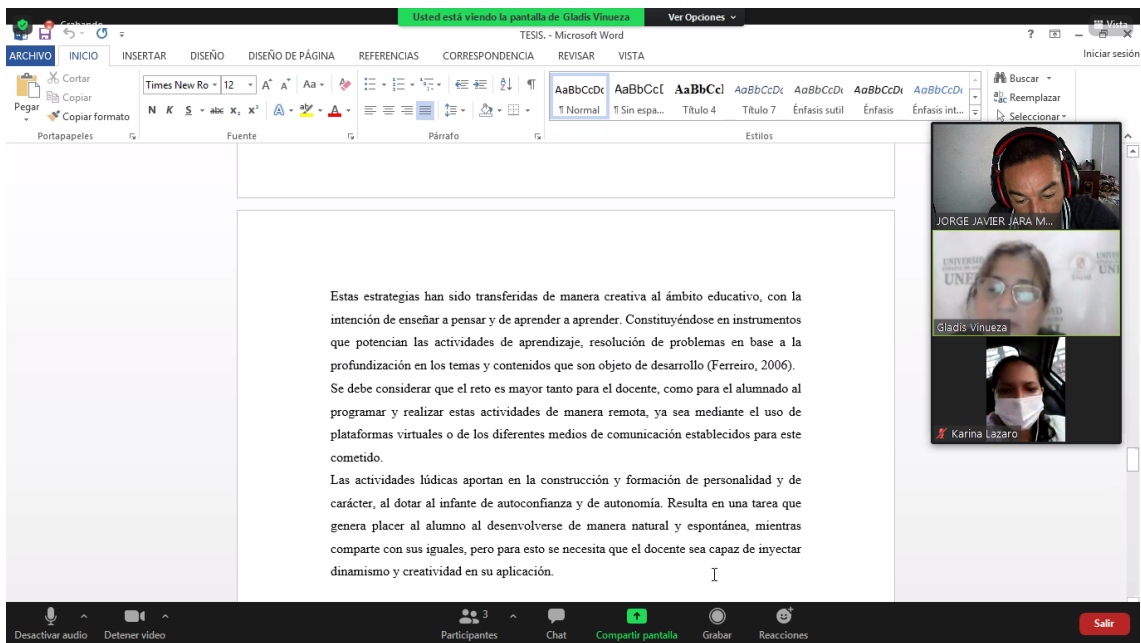 Usted está viendo la pantalla de Gladis Vinueza Ver Opciones
Grabando
Vista
TESIS. - Microsoft Word
ARCHIVO INICIO INSERTAR DISEÑO DISEÑO DE PÁGINA REFERENCIAS CORRESPONDENCIA REVISAR VISTA Iniciar sesión
Pegar
Cortar
Copiar
Copiar formato
Portapapeles
Times New Ro 12
N K S abc x₂ x² A A
Fuente
Párrafo
AaBbCcDc AaBbCcD AaBbCcI AaBbCcDc AaBbCcDc AaBbCcDc AaBbCcDc
¶ Normal ¶ Sin espa... Título 4 Título 7 Énfasis sutil Énfasis Énfasis int...
Estilos
Buscar
Reemplazar
Seleccionar
JORGE JAVIER JARA M...
Gladis Vinueza
Karina Lazaro
Estas estrategias han sido transferidas de manera creativa al ámbito educativo, con la
intención de enseñar a pensar y de aprender a aprender. Constituyéndose en instrumentos
que potencian las actividades de aprendizaje, resolución de problemas en base a la
profundización en los temas y contenidos que son objeto de desarrollo (Ferreiro, 2006).
Se debe considerar que el reto es mayor tanto para el docente, como para el alumnado al
programar y realizar estas actividades de manera remota, ya sea mediante el uso de
plataformas virtuales o de los diferentes medios de comunicación establecidos para este
cometido.
Las actividades lúdicas aportan en la construcción y formación de personalidad y de
carácter, al dotar al infante de autoconfianza y de autonomía. Resulta en una tarea que
genera placer al alumno al desenvolverse de manera natural y espontánea, mientras
comparte con sus iguales, pero para esto se necesita que el docente sea capaz de inyectar
dinamismo y creatividad en su aplicación.
Desactivar audio Detener video Participantes 3 Chat Compartir pantalla Grabar Reacciones Salir